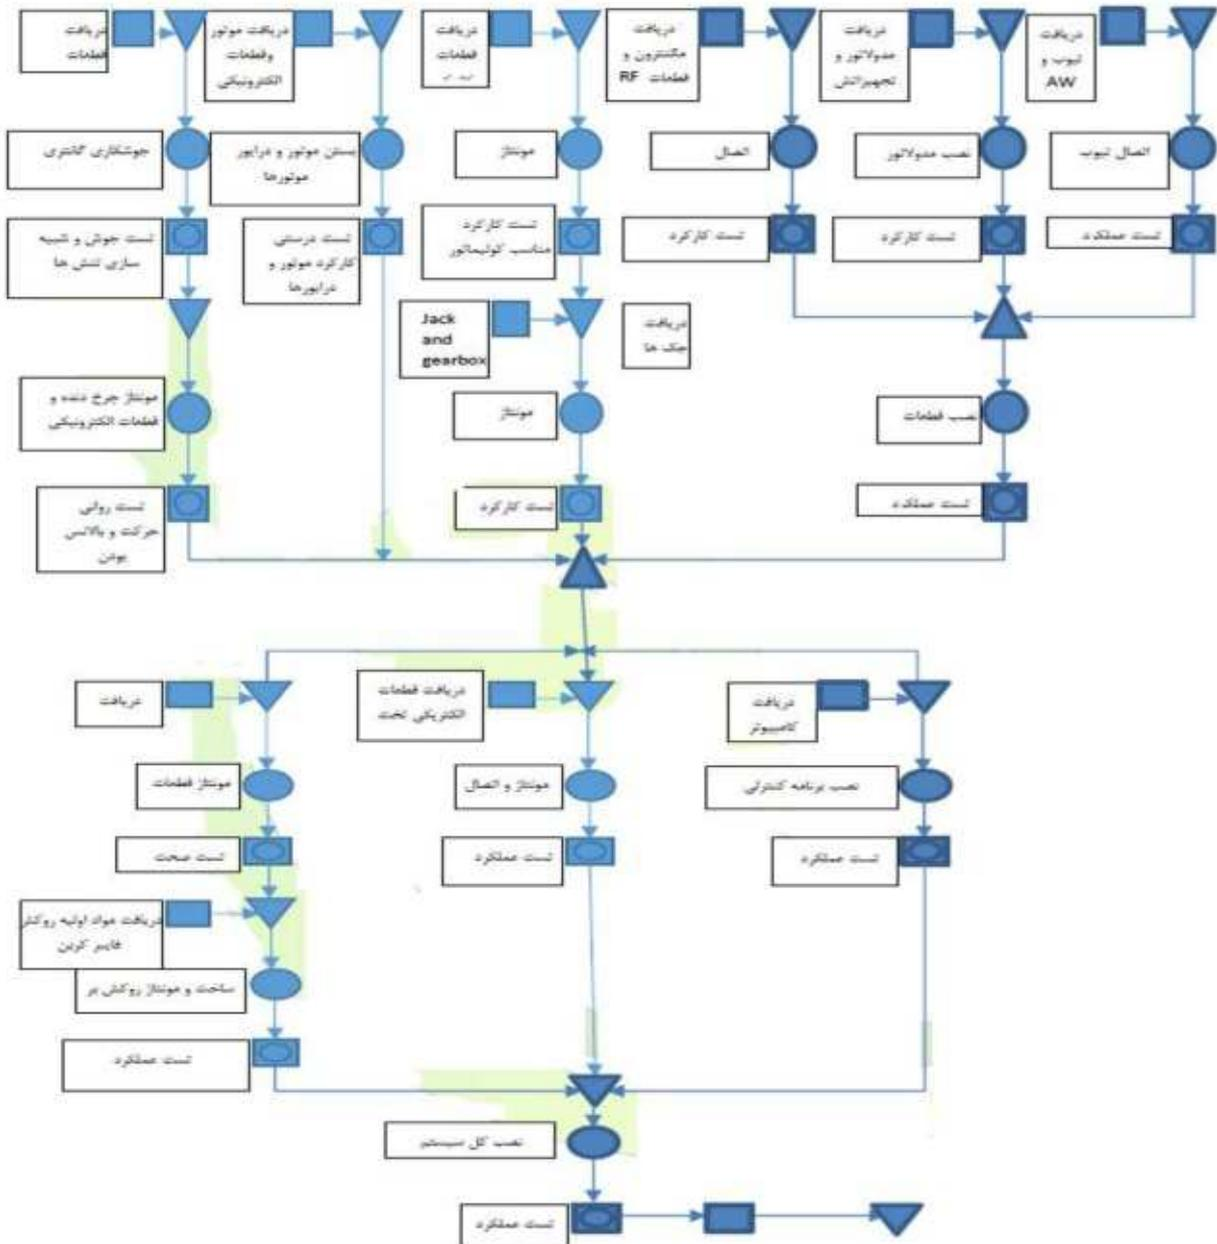 دریافت
مگنترون و
قطعات RF
دریافت
قطعات
دریافت موتور
وقطعات
الکترونیکی
دریافت
قطعات
دریافت
تیوب و
AW
دریافت
مدولاتور و
تجهیزاتش
اتصال تیوب
نصب مدولاتور
اتصال
مونتاژ
بستن موتور و درایور
موتورها
جوشکاری گانتری
تست عملکرد
تست کارکرد
تست کارکرد
تست کارکرد
مناسب کولیماتور
تست درستی
کارکرد موتور و
درایورها
تست جوش و شبیه
سازی تنش ها
دریافت
جک ها
Jack
and
gearbox
نصب قطعات
مونتاژ
مونتاژ چرخ دنده و
قطعات الکترونیکی
تست عملکرد
تست کارکرد
تست روانی
حرکت و بالانس
بودن
دریافت
کامپیوتر
دریافت قطعات
الکتریکی تخت
دریافت
نصب برنامه کنترلی
مونتاژ و اتصال
مونتاژ قطعات
تست عملکرد
تست عملکرد
تست صحت
دریافت مواد اولیه روکش
فایبر کربن
ساخت و مونتاژ روکش بر
تست عملکرد
نصب کل سیستم
تست عملکرد